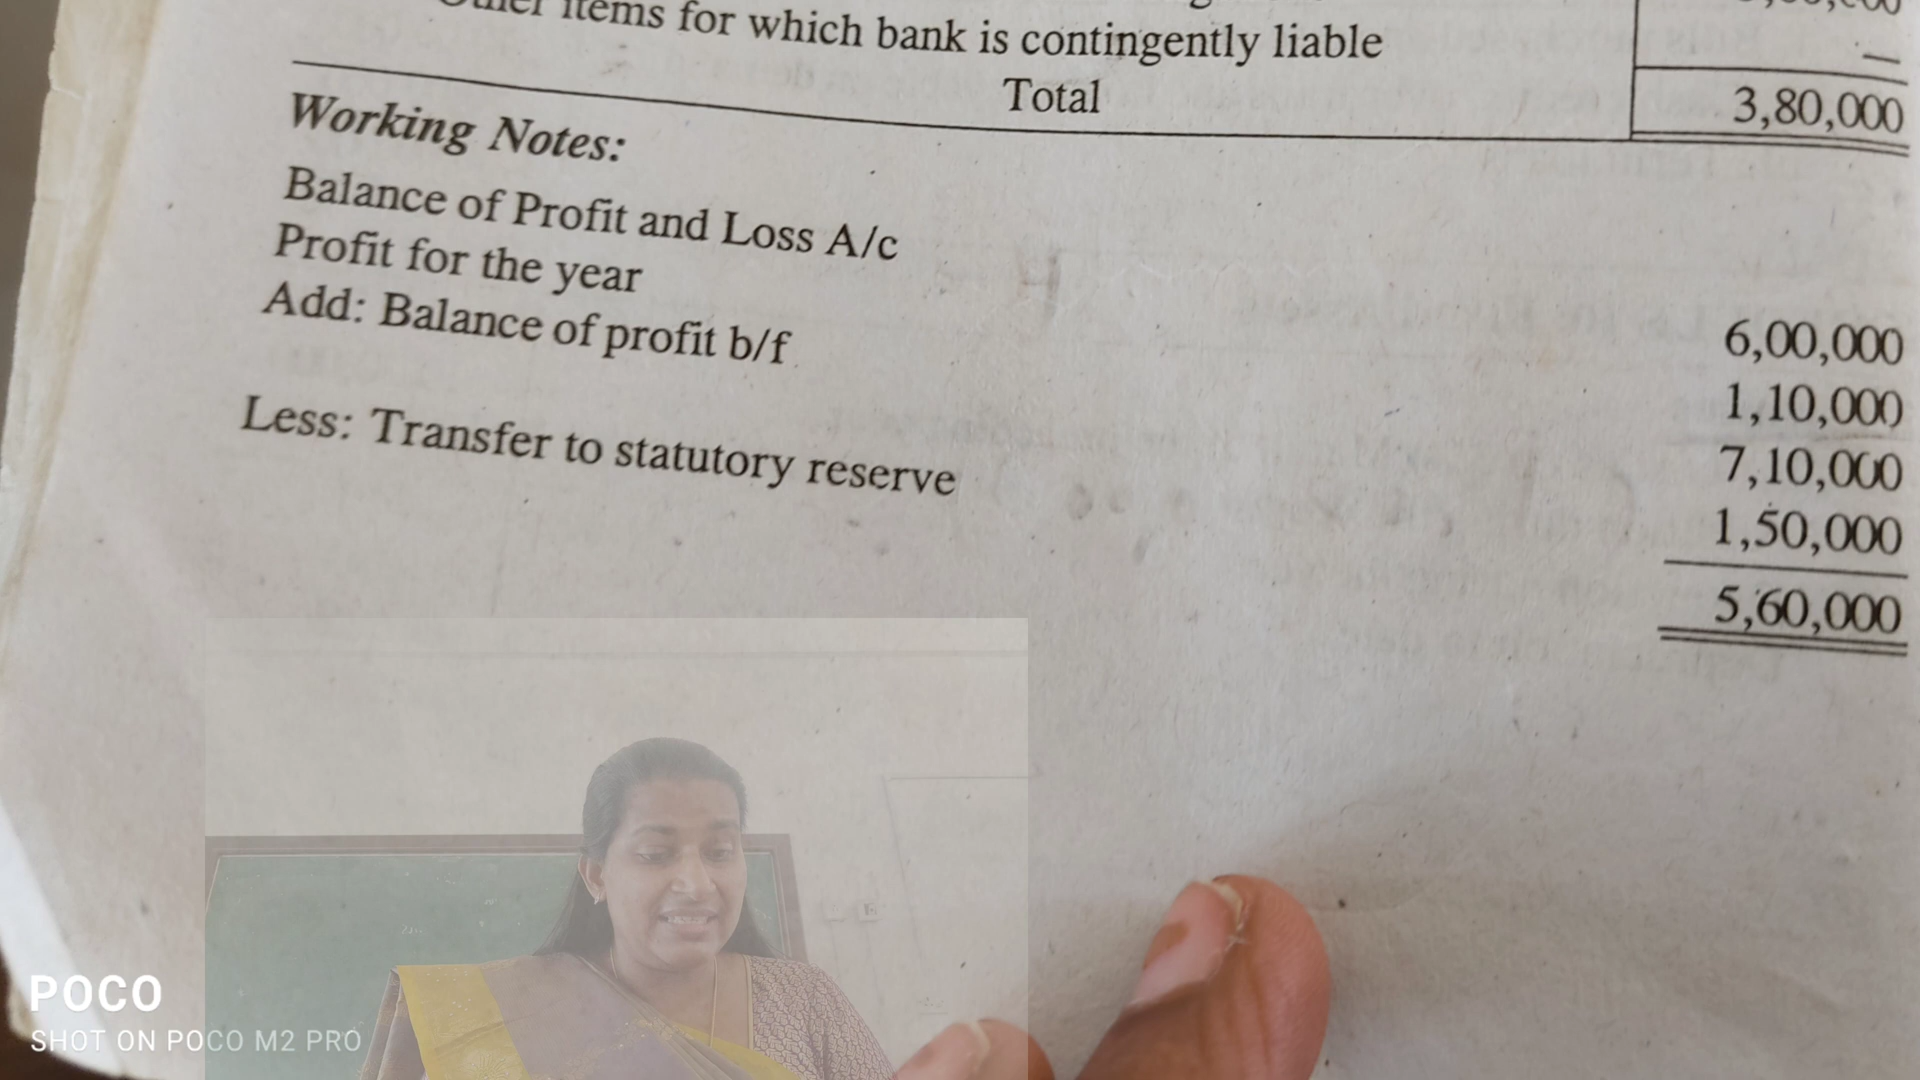 Other items for which bank is contingently liable
—
Total 3,80,000
Working Notes:
Balance of Profit and Loss A/c
Profit for the year 6,00,000
Add: Balance of profit b/f 1,10,000
7,10,000
Less: Transfer to statutory reserve 1,50,000
5,60,000
POCO
SHOT ON POCO M2 PRO